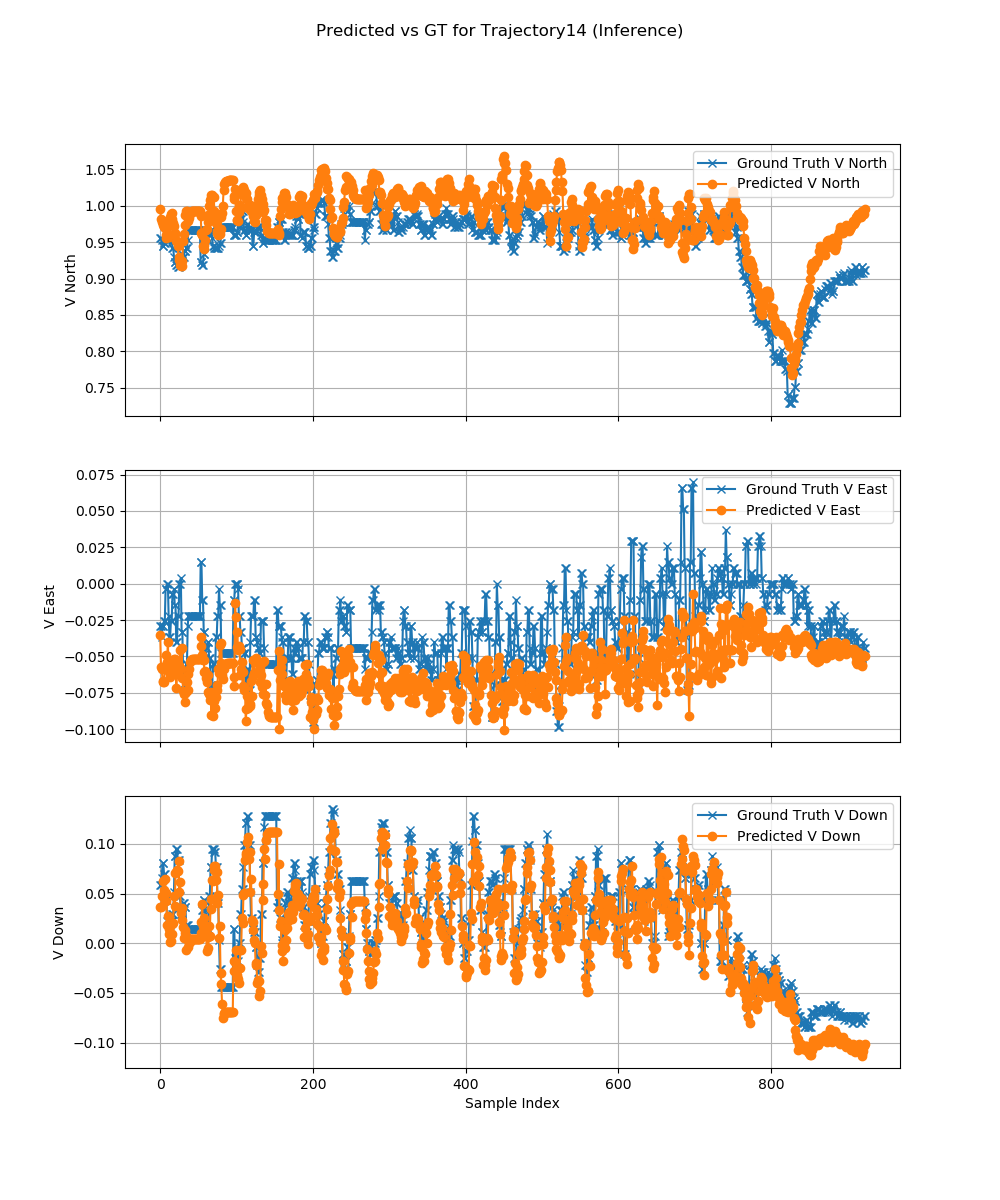 Predicted vs GT for Trajectory14 (Inference)
1.05
1.00
0.95
0.90
0.85
0.80
0.75
V North
Ground Truth V North
Predicted V North
0.075
0.050
0.025
0.000
−0.025
−0.050
−0.075
−0.100
V East
Ground Truth V East
Predicted V East
0.10
0.05
0.00
−0.05
−0.10
V Down
Ground Truth V Down
Predicted V Down
0 200 400 600 800
Sample Index